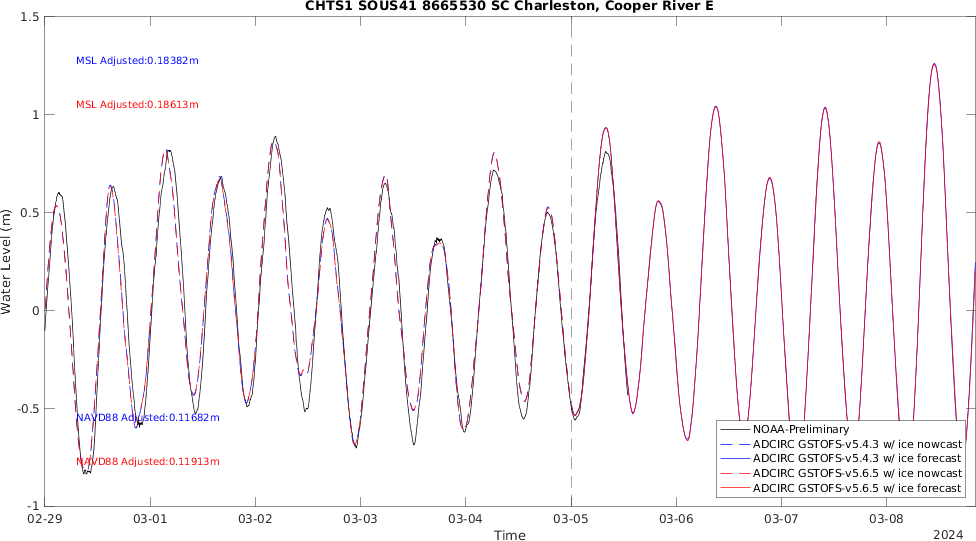 CHTS1 SOUS41 8665530 SC Charleston, Cooper River E
1.5
MSL Adjusted:0.18382m
MSL Adjusted:0.18613m
1
0.5
Water Level (m)
0
-0.5
NAVD88 Adjusted:0.11682m
NAVD88 Adjusted:0.11913m
-1
NOAA-Preliminary
ADCIRC GSTOFS-v5.4.3 w/ ice nowcast
ADCIRC GSTOFS-v5.4.3 w/ ice forecast
ADCIRC GSTOFS-v5.6.5 w/ ice nowcast
ADCIRC GSTOFS-v5.6.5 w/ ice forecast
02-29 03-01 03-02 03-03 03-04 03-05 03-06 03-07 03-08
Time
2024